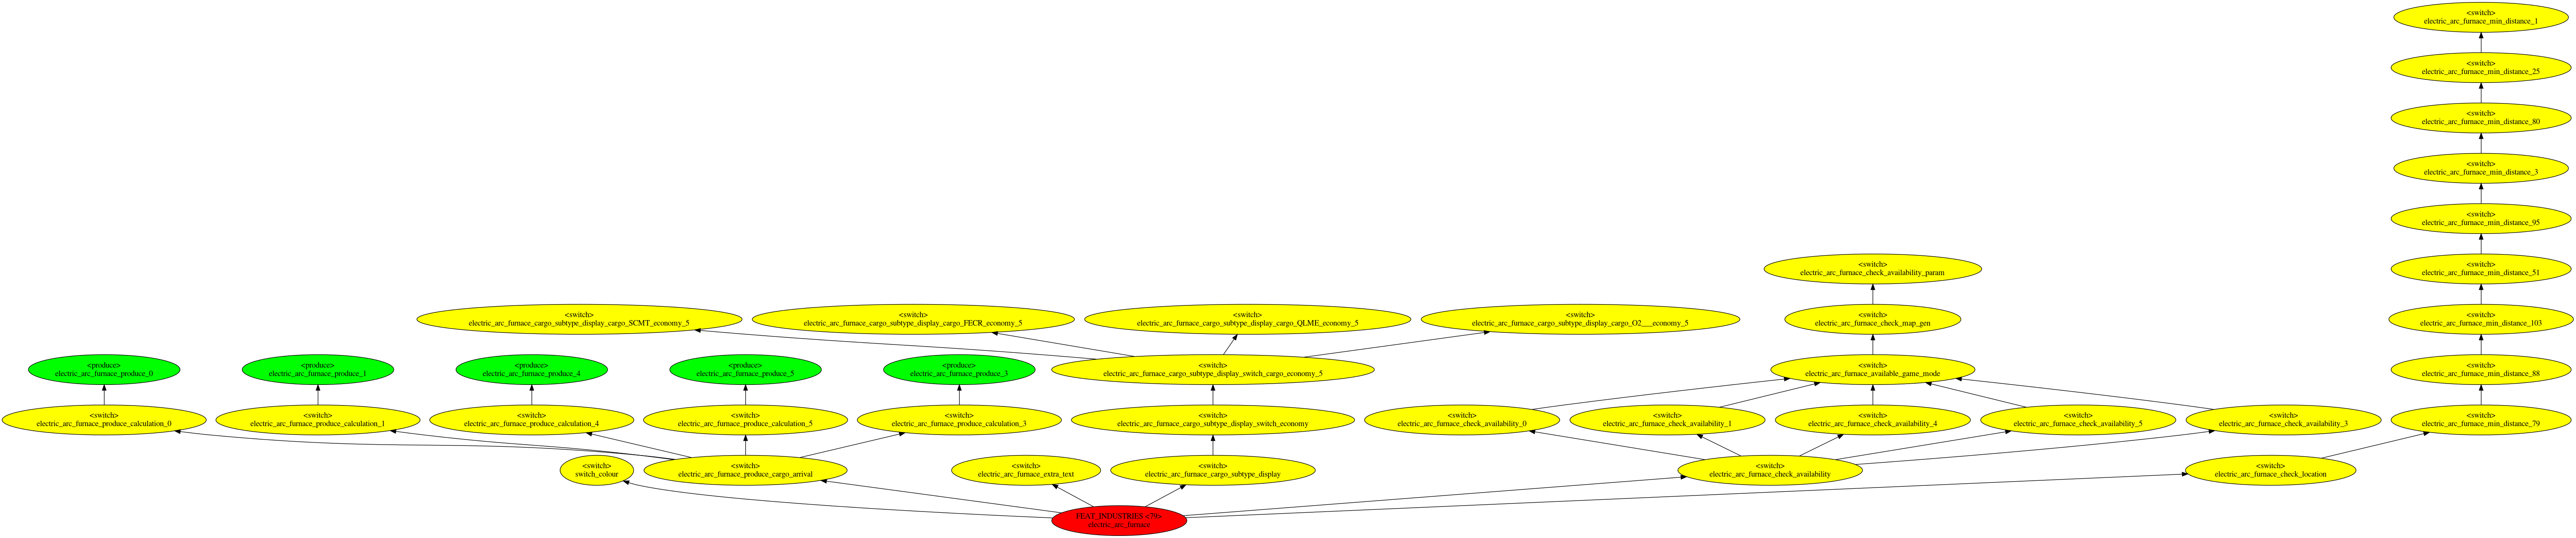 <switch>
electric_arc_furnace_min_distance_1
<switch>
electric_arc_furnace_min_distance_25
<switch>
electric_arc_furnace_min_distance_80
<switch>
electric_arc_furnace_min_distance_3
<switch>
electric_arc_furnace_min_distance_95
<switch>
electric_arc_furnace_check_availability_param
<switch>
electric_arc_furnace_min_distance_51
<switch>
electric_arc_furnace_cargo_subtype_display_cargo_SCMT_economy_5
<switch>
electric_arc_furnace_cargo_subtype_display_cargo_FECR_economy_5
<switch>
electric_arc_furnace_cargo_subtype_display_cargo_QLME_economy_5
<switch>
electric_arc_furnace_cargo_subtype_display_cargo_O2___economy_5
<switch>
electric_arc_furnace_check_map_gen
<switch>
electric_arc_furnace_min_distance_103
<produce>
electric_arc_furnace_produce_0
<produce>
electric_arc_furnace_produce_1
<produce>
electric_arc_furnace_produce_4
<produce>
electric_arc_furnace_produce_5
<produce>
electric_arc_furnace_produce_3
<switch>
electric_arc_furnace_cargo_subtype_display_switch_cargo_economy_5
<switch>
electric_arc_furnace_available_game_mode
<switch>
electric_arc_furnace_min_distance_88
<switch>
electric_arc_furnace_produce_calculation_0
<switch>
electric_arc_furnace_produce_calculation_1
<switch>
electric_arc_furnace_produce_calculation_4
<switch>
electric_arc_furnace_produce_calculation_5
<switch>
electric_arc_furnace_produce_calculation_3
<switch>
electric_arc_furnace_cargo_subtype_display_switch_economy
<switch>
electric_arc_furnace_check_availability_0
<switch>
electric_arc_furnace_check_availability_1
<switch>
electric_arc_furnace_check_availability_4
<switch>
electric_arc_furnace_check_availability_5
<switch>
electric_arc_furnace_check_availability_3
<switch>
electric_arc_furnace_min_distance_79
<switch>
switch_colour
<switch>
electric_arc_furnace_produce_cargo_arrival
<switch>
electric_arc_furnace_extra_text
<switch>
electric_arc_furnace_cargo_subtype_display
<switch>
electric_arc_furnace_check_availability
<switch>
electric_arc_furnace_check_location
FEAT_INDUSTRIES <79>
electric_arc_furnace